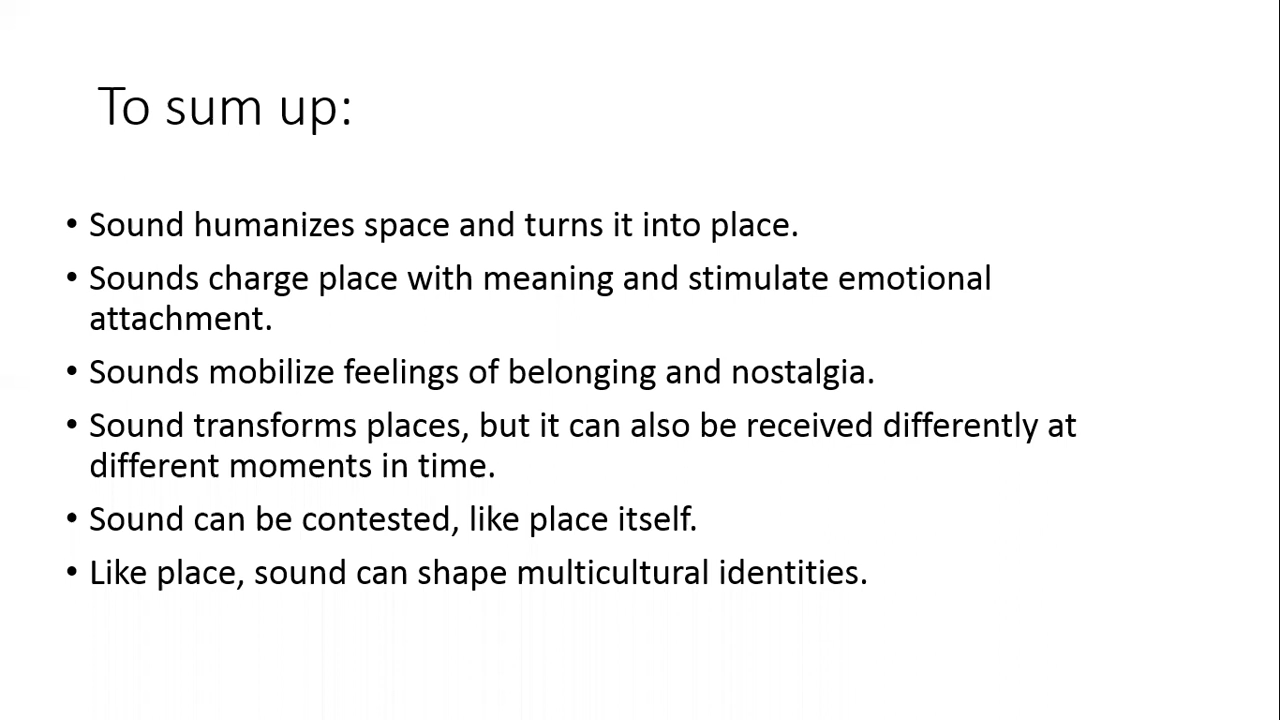 To sum up:
• Sound humanizes space and turns it into place.
• Sounds charge place with meaning and stimulate emotional
attachment.
• Sounds mobilize feelings of belonging and nostalgia.
• Sound transforms places, but it can also be received differently at
different moments in time.
• Sound can be contested, like place itself.
• Like place, sound can shape multicultural identities.